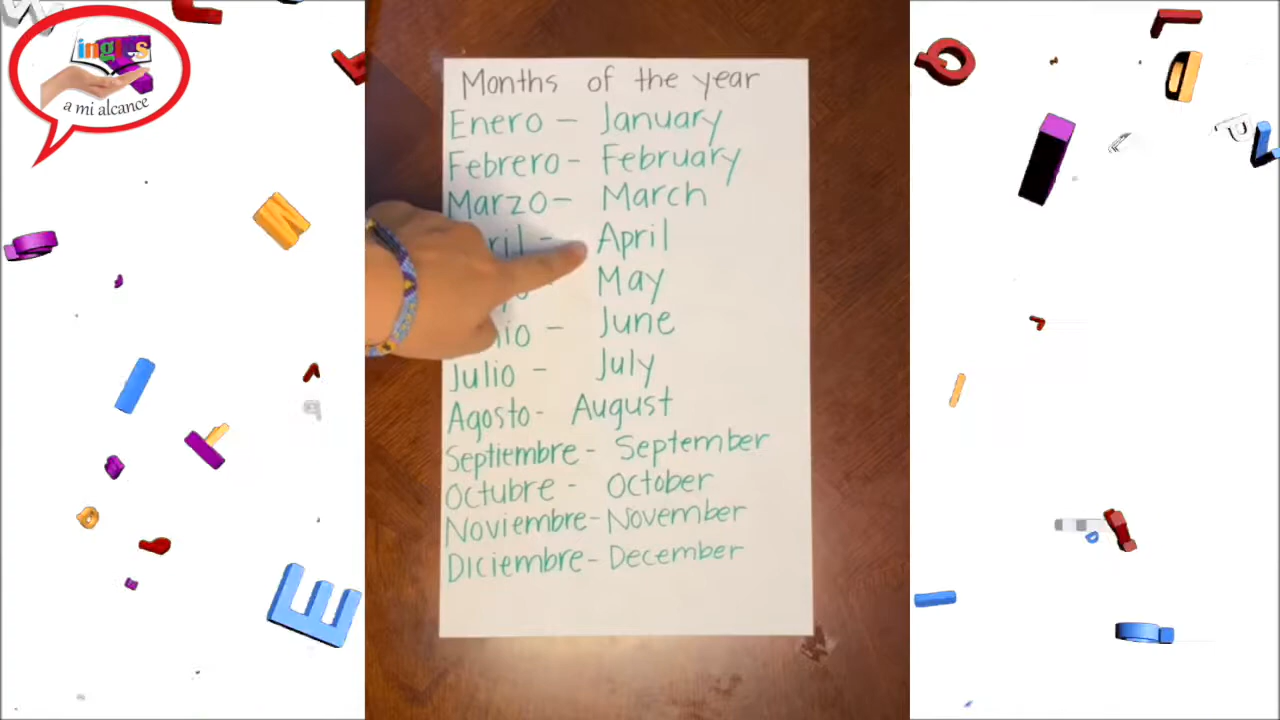 inglés
a mi alcance
Months of the year
Enero - January
Febrero - February
Marzo - March
- April
- May
- June
Julio - July
Agosto - August
Septiembre - September
Octubre - October
Noviembre - November
Diciembre - December